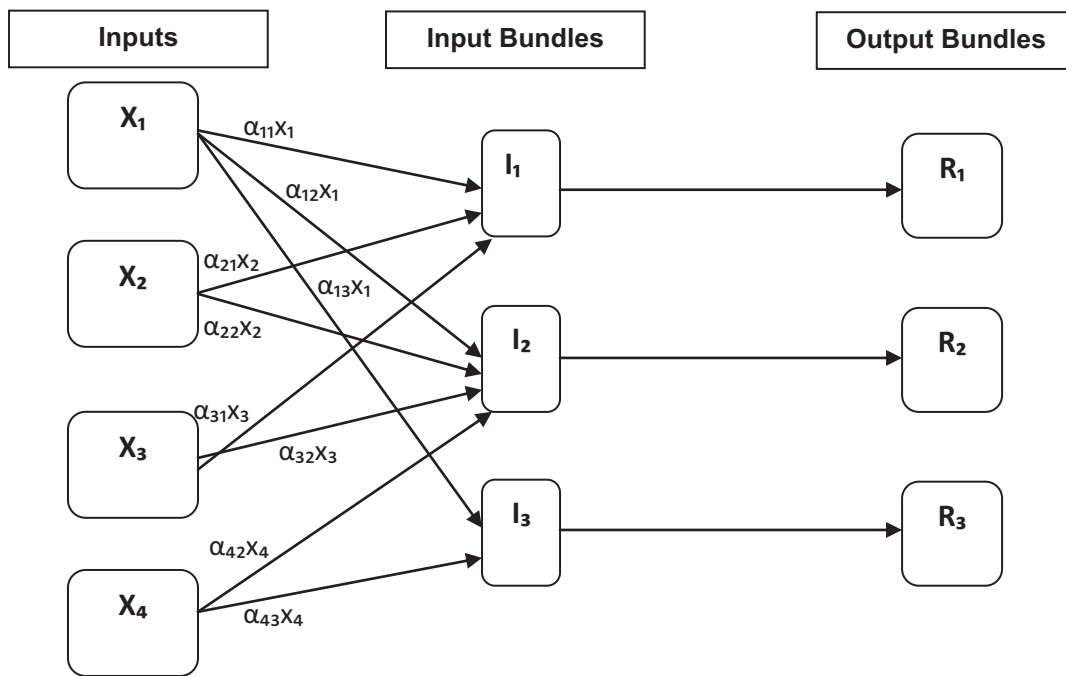 Inputs
Input Bundles
Output Bundles
X₁
α₁₁x₁
I₁
R₁
α₁₂x₁
X₂
α₂₁x₂
α₁₃x₁
α₂₂x₂
I₂
R₂
X₃
α₃₁x₃
α₃₂x₃
I₃
R₃
X₄
α₄₂x₄
α₄₃x₄